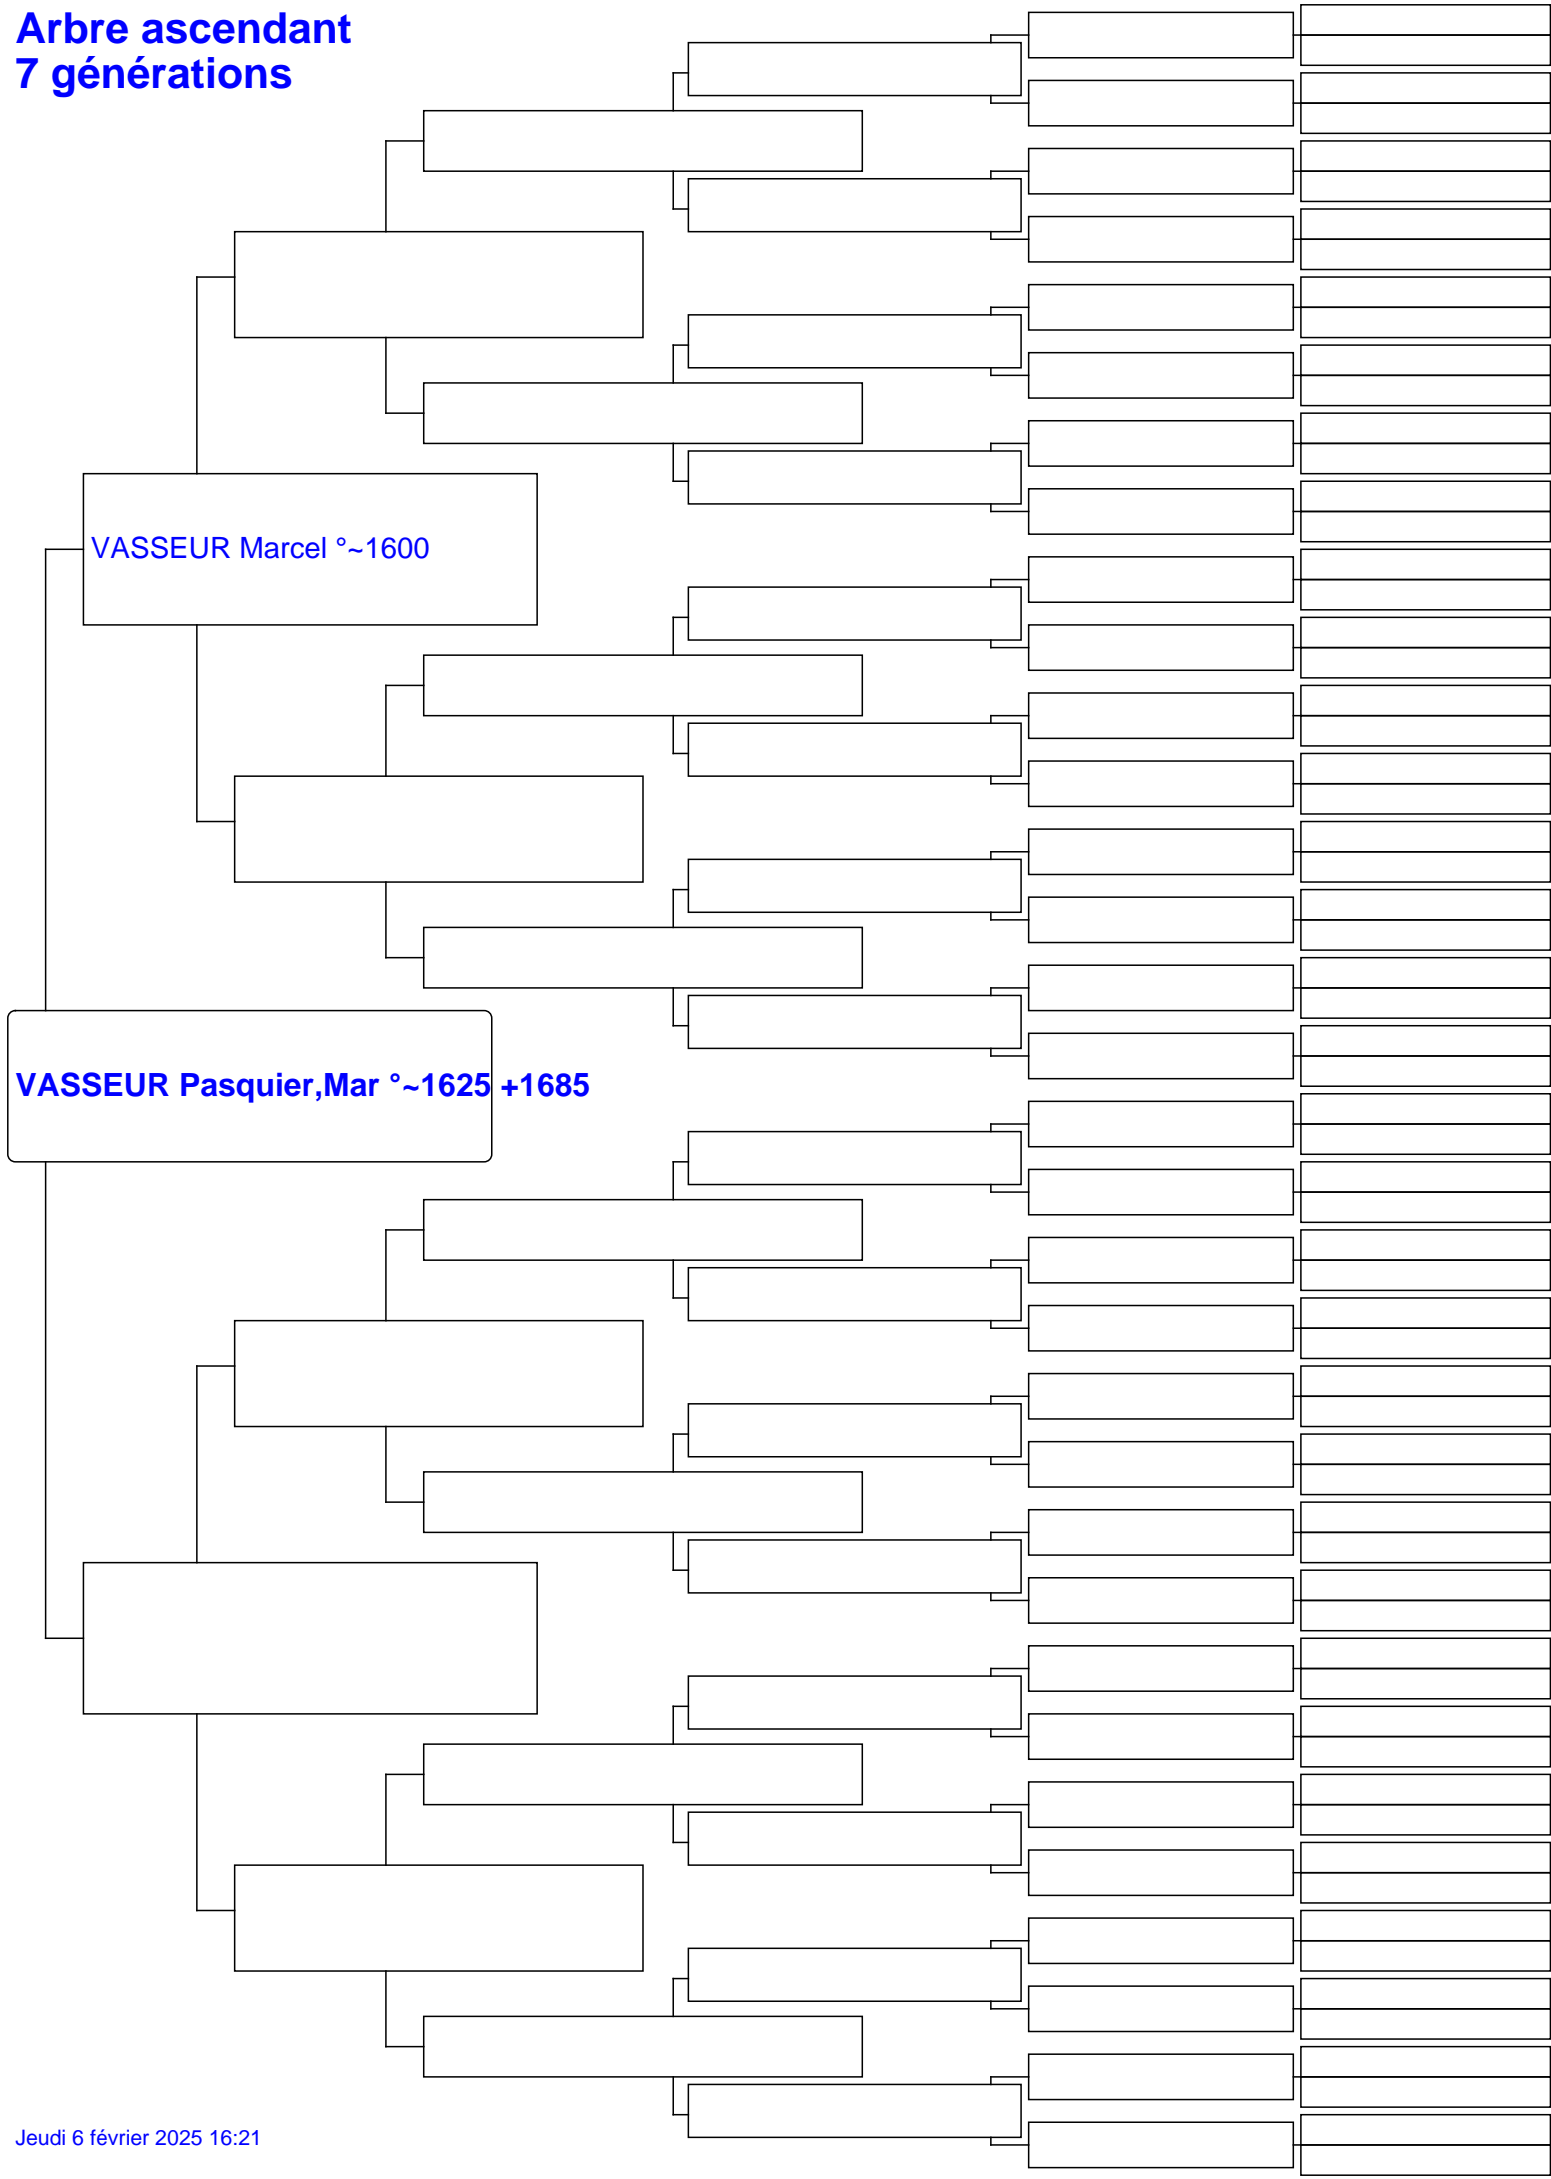 Arbre ascendant
7 générations
VASSEUR Marcel °~1600
VASSEUR Pasquier,Mar °~1625 +1685
Jeudi 6 février 2025 16:21